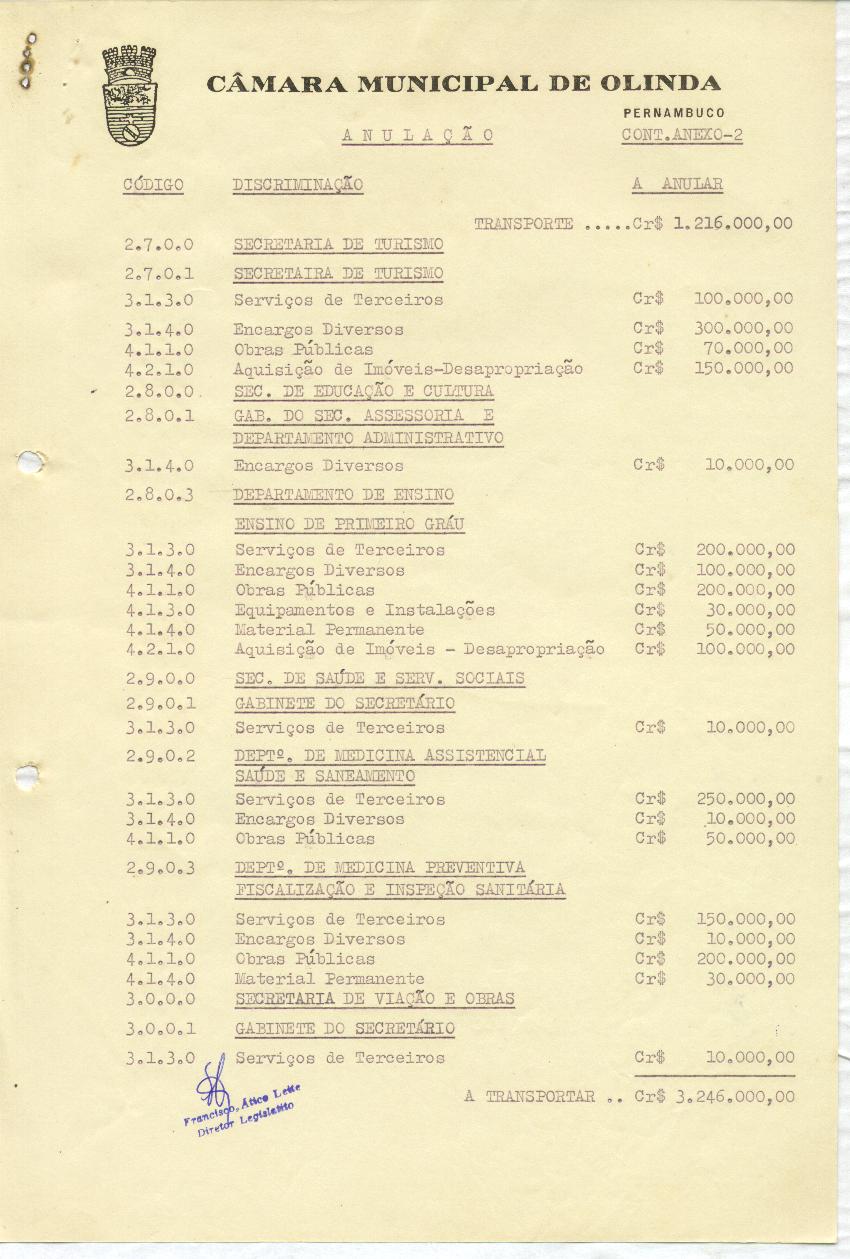 CÂMARA MUNICIPAL DE OLINDA
PERNAMBUCO
ANULAÇÃO CONT.ANEXO-2
CÓDIGO DISCRIMINAÇÃO A ANULAR
TRANSPORTE .....Cr$ 1.216.000,00
2.7.0.0 SECRETARIA DE TURISMO
2.7.0.1 SECRETAIRA DE TURISMO
3.1.3.0 Serviços de Terceiros Cr$ 100.000,00
3.1.4.0 Encargos Diversos Cr$ 300.000,00
4.1.1.0 Obras Públicas Cr$ 70.000,00
4.2.1.0 Aquisição de Imóveis-Desapropriação Cr$ 150.000,00
2.8.0.0. SEC. DE EDUCAÇÃO E CULTURA
2.8.0.1 GAB. DO SEC. ASSESSORIA E
DEPARTAMENTO ADMINISTRATIVO
3.1.4.0 Encargos Diversos Cr$ 10.000,00
2.8.0.3 DEPARTAMENTO DE ENSINO
ENSINO DE PRIMEIRO GRÁU
3.1.3.0 Serviços de Terceiros Cr$ 200.000,00
3.1.4.0 Encargos Diversos Cr$ 100.000,00
4.1.1.0 Obras Públicas Cr$ 200.000,00
4.1.3.0 Equipamentos e Instalações Cr$ 30.000,00
4.1.4.0 Material Permanente Cr$ 50.000,00
4.2.1.0 Aquisição de Imóveis - Desapropriação Cr$ 100.000,00
2.9.0.0 SEC. DE SAÚDE E SERV. SOCIAIS
2.9.0.1 GABINETE DO SECRETÁRIO
3.1.3.0 Serviços de Terceiros Cr$ 10.000,00
2.9.0.2 DEPTº. DE MEDICINA ASSISTENCIAL
SAÚDE E SANEAMENTO
3.1.3.0 Serviços de Terceiros Cr$ 250.000,00
3.1.4.0 Encargos Diversos Cr$ 10.000,00
4.1.1.0 Obras Públicas Cr$ 50.000,00
2.9.0.3 DEPTº. DE MEDICINA PREVENTIVA
FISCALIZAÇÃO E INSPEÇÃO SANITÁRIA
3.1.3.0 Serviços de Terceiros Cr$ 150.000,00
3.1.4.0 Encargos Diversos Cr$ 10.000,00
4.1.1.0 Obras Públicas Cr$ 200.000,00
4.1.4.0 Material Permanente Cr$ 30.000,00
3.0.0.0 SECRETARIA DE VIAÇÃO E OBRAS
3.0.0.1 GABINETE DO SECRETÁRIO
3.1.3.0 Serviços de Terceiros Cr$ 10.000,00
A TRANSPORTAR .. Cr$ 3.246.000,00
Francisco Ático Leite
Diretor Legislativo